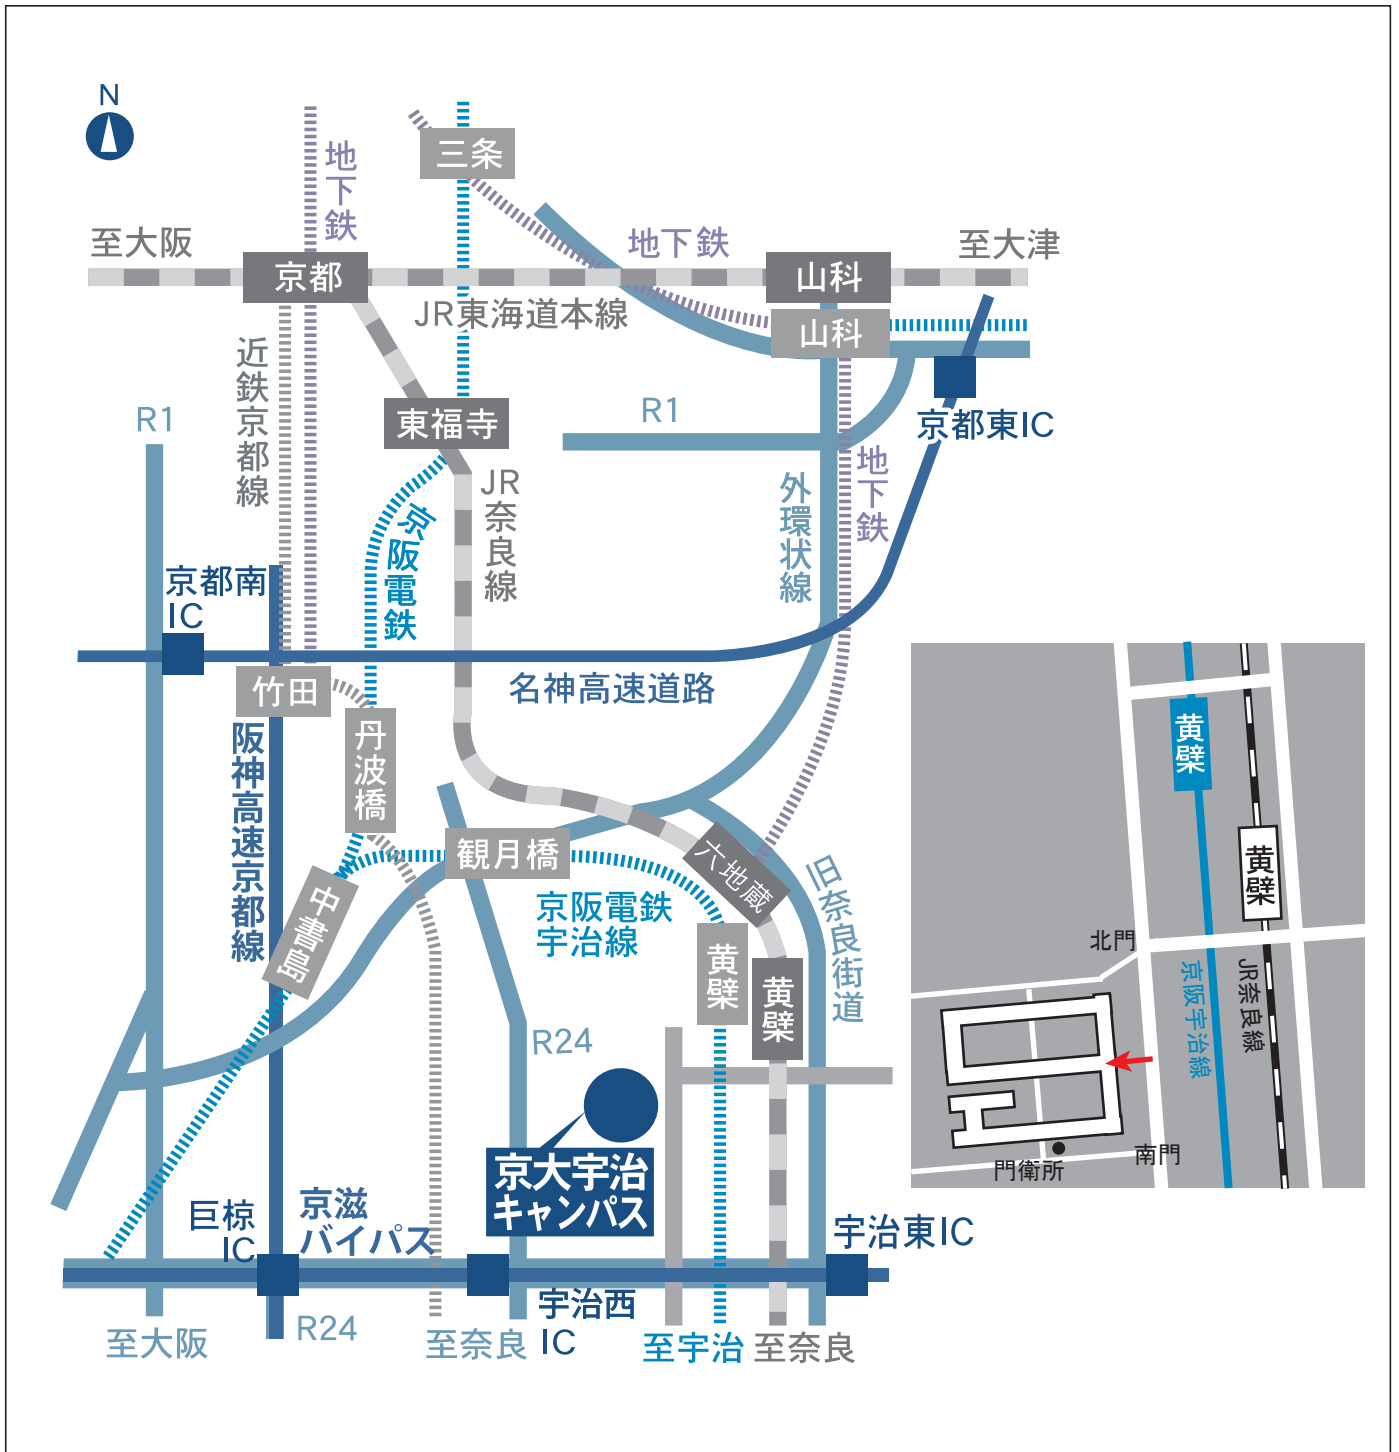 N
三条
地下鉄
至大阪
地下鉄
至大津
京都
山科
JR東海道本線
山科
近鉄京都線
R1
東福寺
R1
京都東IC
地下鉄
JR奈良線
外環状線
京阪電鉄
京都南
IC
竹田
名神高速道路
丹波橋
阪神高速京都線
観月橋
六地蔵
旧奈良街道
中書島
京阪電鉄
宇治線
黄檗
黄檗
R24
京大宇治
キャンパス
巨椋
IC
京滋
バイパス
宇治東IC
宇治西
IC
R24
至大阪
至奈良
至宇治
至奈良
黄檗
黄檗
北門
京阪宇治線
JR奈良線
門衛所
南門